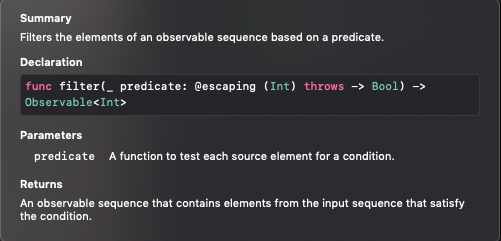 Summary
Filters the elements of an observable sequence based on a predicate.
Declaration
func filter(_ predicate: @escaping (Int) throws -> Bool) ->
Observable<Int>
Parameters
predicate A function to test each source element for a condition.
Returns
An observable sequence that contains elements from the input sequence that satisfy
the condition.